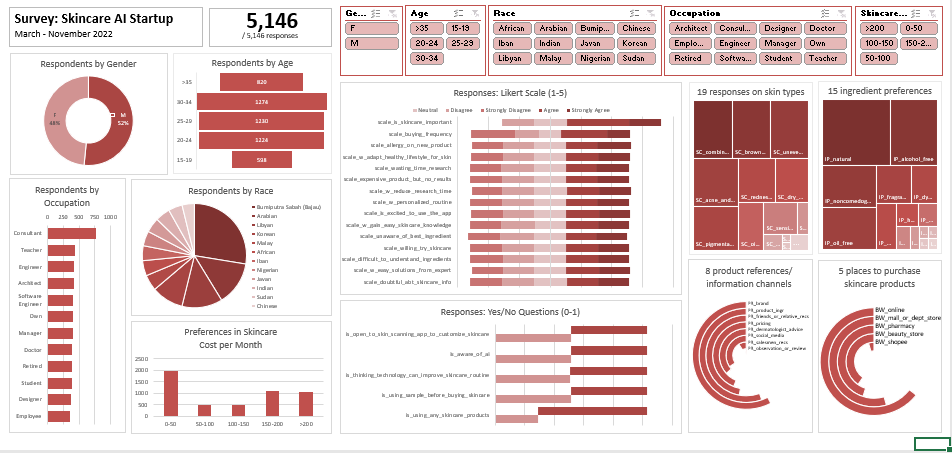 Survey: Skincare AI Startup
March - November 2022
5,146
/ 5,146 responses
Ge...
F
M
Age
>35 15-19
20-24 25-29
30-34
Race
African Arabian Bumip... Chinese
Iban Indian Javan Korean
Libyan Malay Nigerian Sudan
Occupation
Architect Consul... Designer Doctor
Emplo... Engineer Manager Own
Retired Softwa... Student Teacher
Skincare...
>200 0-50
100-150 150-2...
50-100
Respondents by Gender
F
48%
M
52%
Respondents by Age
>35 820
30-34 1274
25-29 1230
20-24 1224
15-19 598
Respondents by
Occupation
0 250 500 750 1000
Consultant
Teacher
Engineer
Architect
Software
Engineer
Own
Manager
Doctor
Retired
Student
Designer
Employee
Respondents by Race
Bumiputra Sabah (Bajau)
Arabian
Libyan
Korean
Malay
African
Iban
Nigerian
Javan
Indian
Sudan
Chinese
Preferences in Skincare
Cost per Month
2500
2000
1500
1000
500
0
0-50 50-100 100-150 150-200 >200
Responses: Likert Scale (1-5)
Neutral Disagree Strongly Disagree Agree Strongly Agree
scale_is_skincare_important
scale_buying_frequency
scale_allergy_on_new_product
scale_w_adapt_healthy_lifestyle_for_skin
scale_wasting_time_research
scale_expensive_product_but_no_results
scale_w_reduse_research_time
scale_w_personalized_routine
scale_is_excited_to_use_the_app
scale_w_gain_easy_skincare_knowledge
scale_unaware_of_best_ingredient
scale_willing_try_skincare
scale_difficult_to_understand_ingredients
scale_w_easy_solutions_from_expert
scale_doubtful_abt_skincare_info
Responses: Yes/No Questions (0-1)
is_open_to_skin_scanning_app_to_customize_skincare
is_aware_of_ai
is_thinking_technology_can_improve_skincare_routine
is_using_sample_before_buying_skincare
is_using_any_skincare_products
19 responses on skin types
SC_combin... SC_brown... SC_uneve...
SC_acne_and... SC_rednes... SC_dry_...
SC_pigmenta... SC_oi... SC_sensi... S...
SC_...
15 ingredient preferences
IP_natural IP_alcohol_free
IP_noncomedog... IP_fragra... IP_dy...
IP_oil_free IP_... IP_h... IP_...
8 product references/
information channels
PR_brand
PR_product_ingr
PR_friends_or_relative_recs
PR_pricing
PR_dermatologist_advice
PR_social_media
PR_salesmen_recs
PR_observation_or_review
5 places to purchase
skincare products
BW_online
BW_mall_or_dept_store
BW_pharmacy
BW_beauty_store
BW_shopee